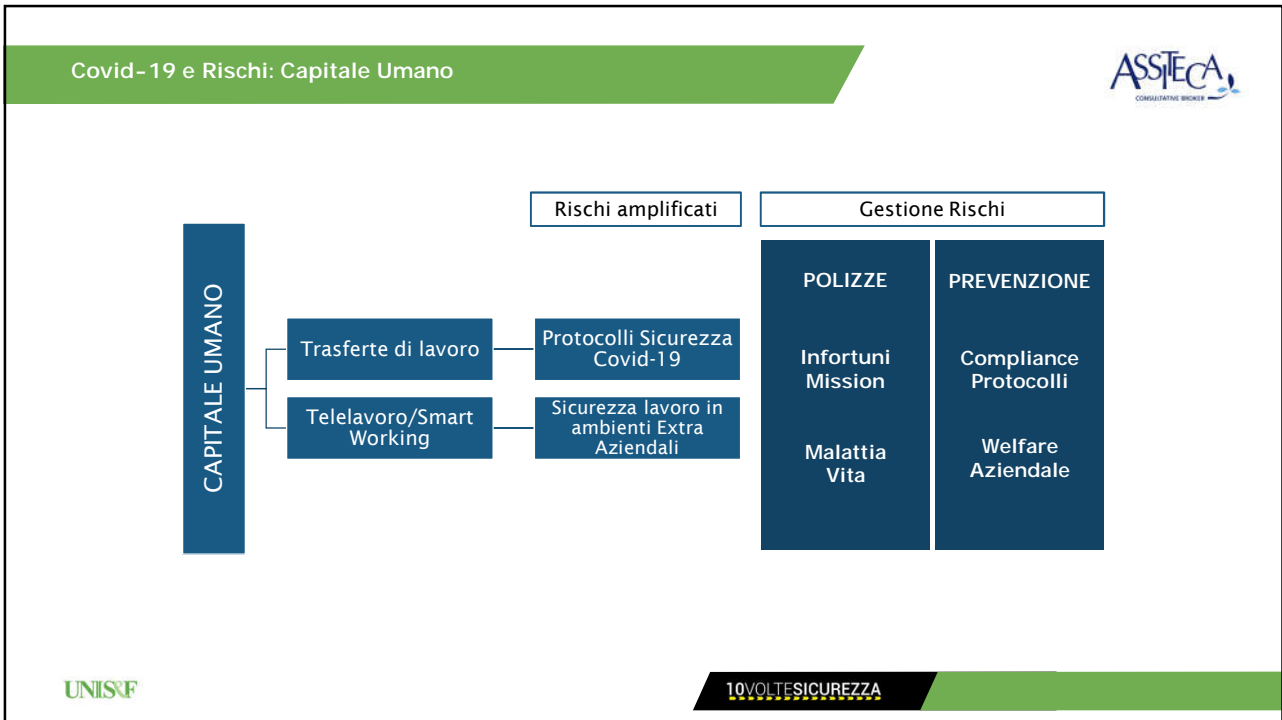 Covid-19 e Rischi: Capitale Umano
ASSITECA
CONSULTATIVE BROKER
Rischi amplificati
Gestione Rischi
CAPITALE UMANO
Trasferte di lavoro
Protocolli Sicurezza
Covid-19
Telelavoro/Smart
Working
Sicurezza lavoro in
ambienti Extra
Aziendali
POLIZZE
Infortuni
Mission
Malattia
Vita
PREVENZIONE
Compliance
Protocolli
Welfare
Aziendale
UNIS&F
10VOLTESICUREZZA